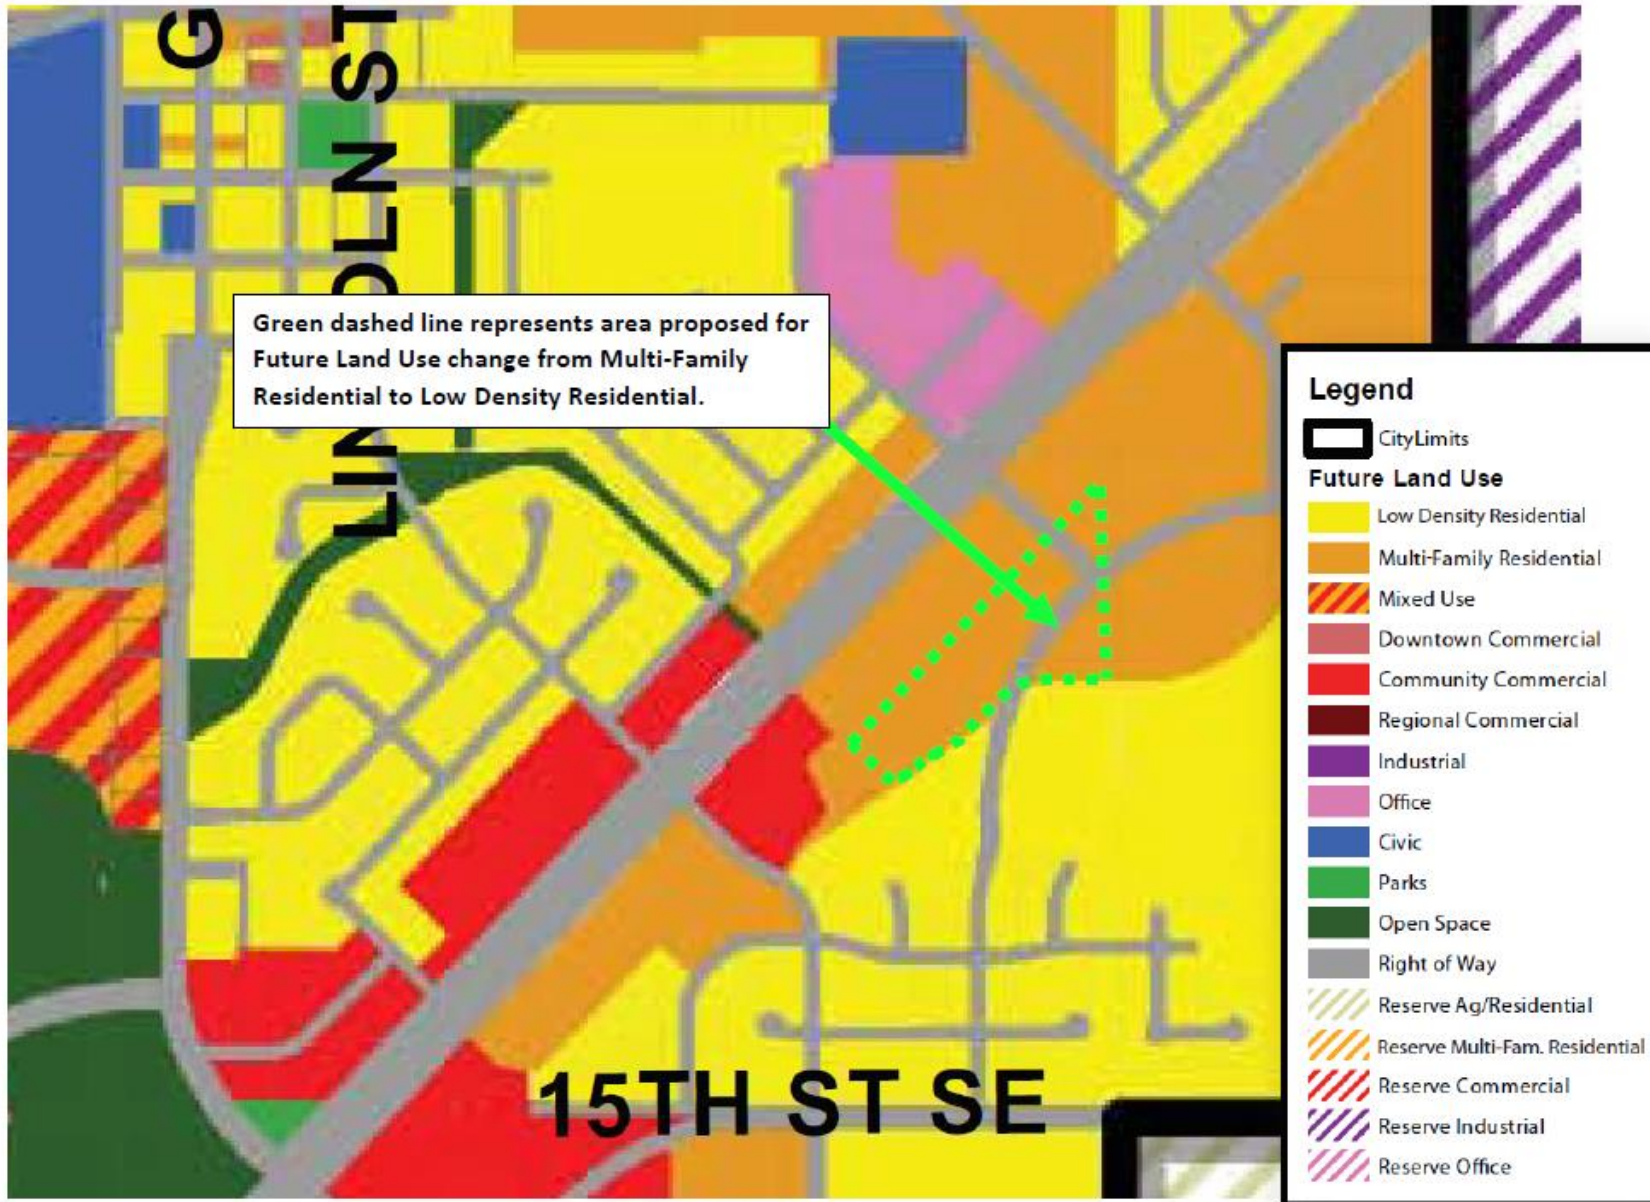 G
LINCOLN ST
Green dashed line represents area proposed for
Future Land Use change from Multi-Family
Residential to Low Density Residential.
15TH ST SE
Legend
CityLimits
Future Land Use
Low Density Residential
Multi-Family Residential
Mixed Use
Downtown Commercial
Community Commercial
Regional Commercial
Industrial
Office
Civic
Parks
Open Space
Right of Way
Reserve Ag/Residential
Reserve Multi-Fam. Residential
Reserve Commercial
Reserve Industrial
Reserve Office